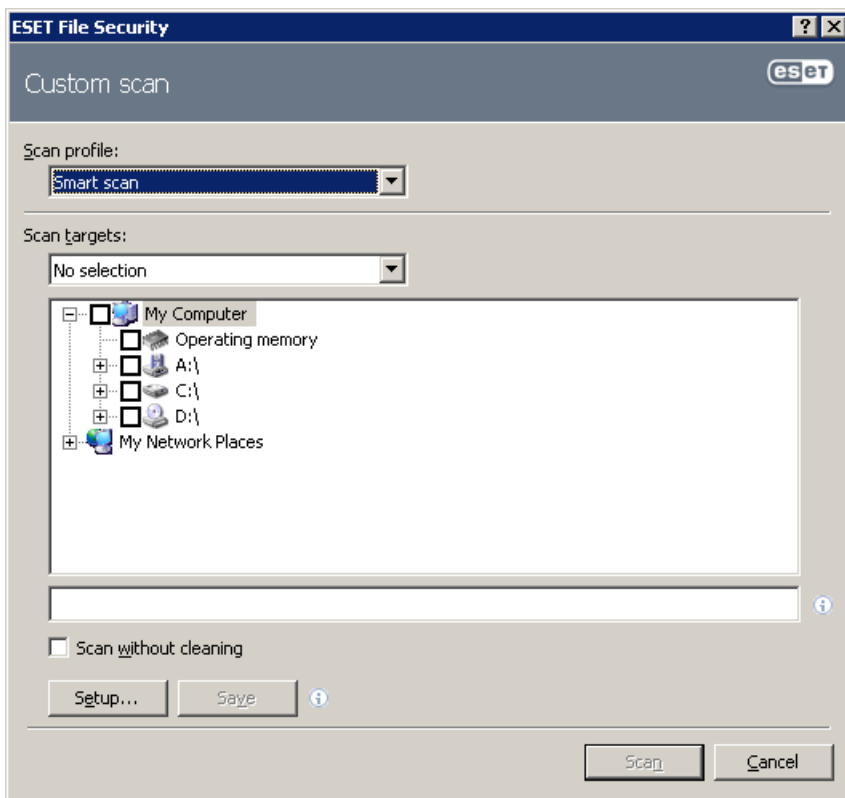 ESET File Security
Custom scan
eseT
Scan profile:
Smart scan
Scan targets:
No selection
My Computer
Operating memory
A:\
C:\
D:\
My Network Places
Scan without cleaning
Setup...
Save
Scan
Cancel